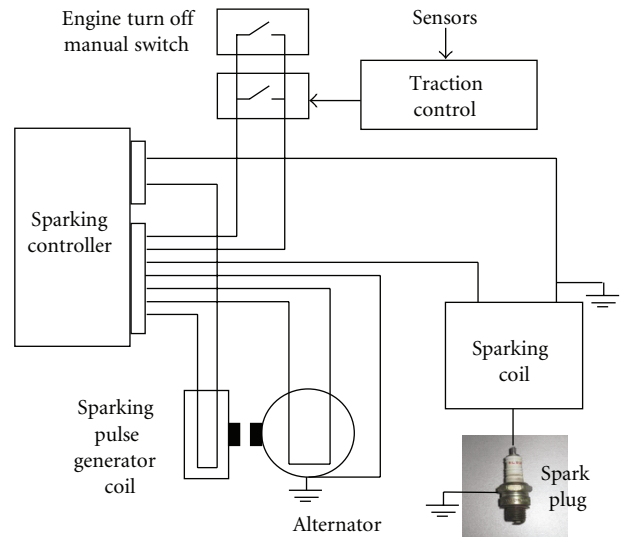 Engine turn off
manual switch
Sensors
Traction
control
Sparking
controller
Sparking
coil
Sparking
pulse
generator
coil
Alternator
Spark
plug